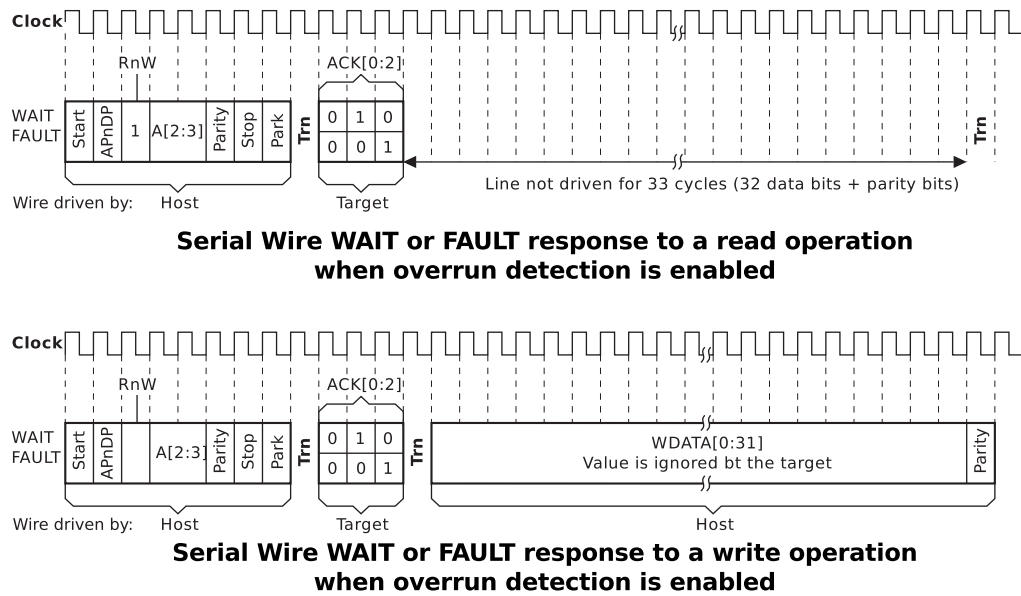 Clock
RnW
ACK[0:2]
WAIT
FAULT
Start
APnDP
1
A[2:3]
Parity
Stop
Park
Trn
0 1 0
0 0 1
Trn
Line not driven for 33 cycles (32 data bits + parity bits)
Wire driven by:
Host
Target
Serial Wire WAIT or FAULT response to a read operation
when overrun detection is enabled
Clock
RnW
ACK[0:2]
WAIT
FAULT
Start
APnDP
A[2:3]
Parity
Stop
Park
Trn
0 1 0
0 0 1
Trn
WDATA[0:31]
Value is ignored bt the target
Parity
Wire driven by:
Host
Target
Host
Serial Wire WAIT or FAULT response to a write operation
when overrun detection is enabled